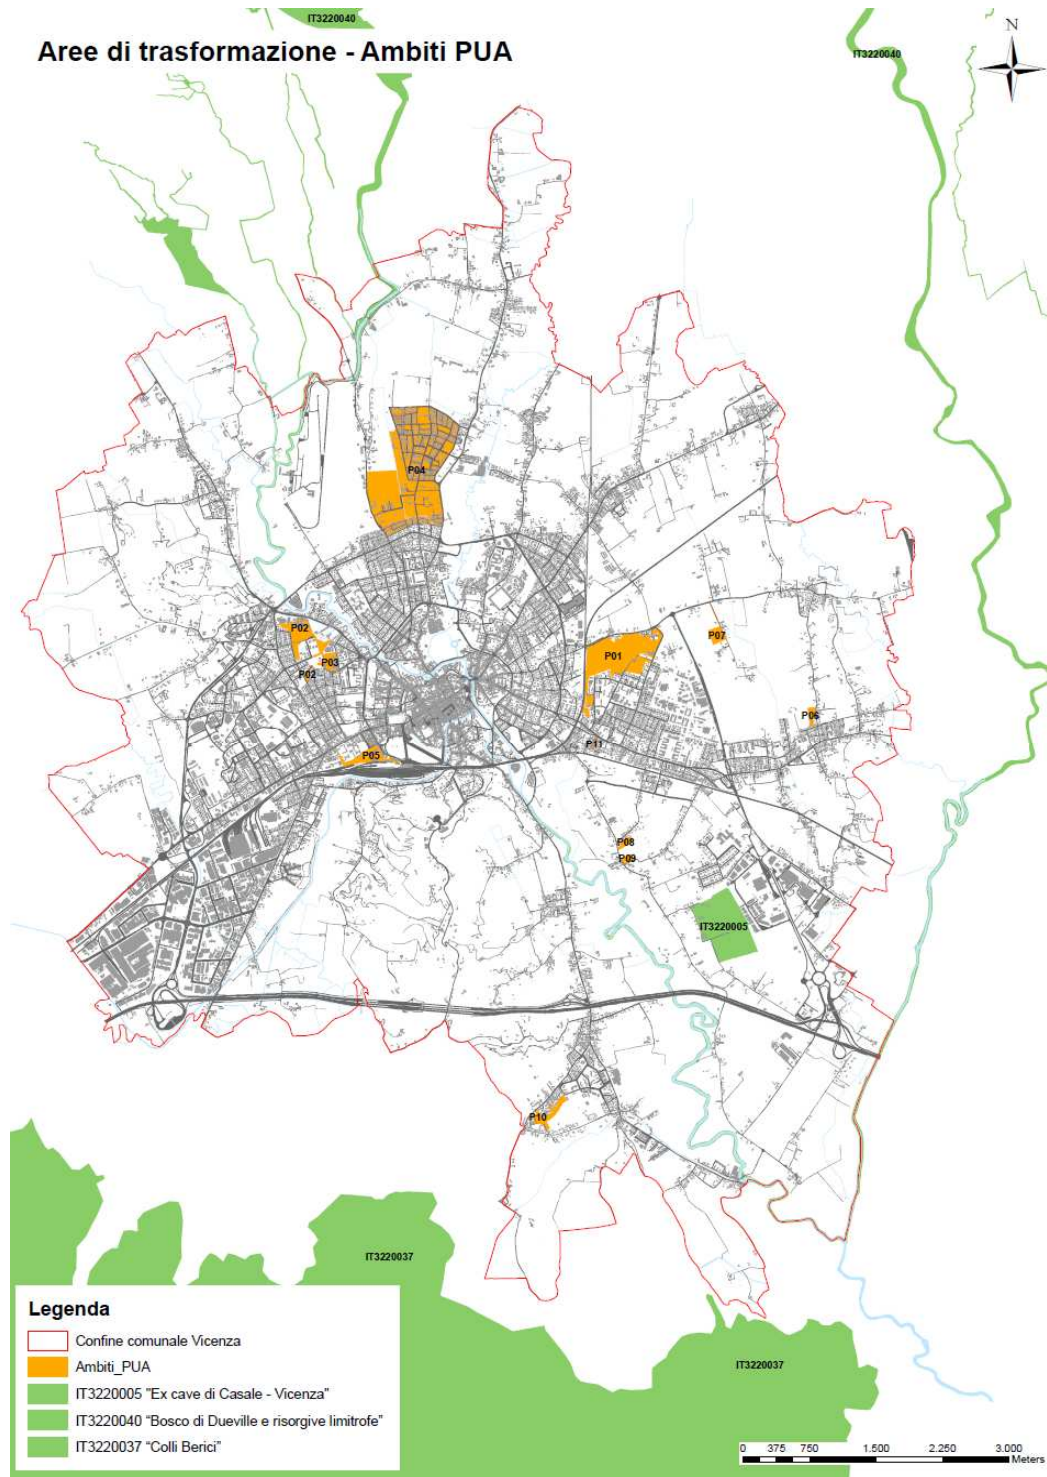 IT3220040
Aree di trasformazione - Ambiti PUA
IT3220040
N
P04
P02
P03
P02
P01
P07
P06
P11
P05
P08
P09
IT3220005
P10
IT3220037
IT3220037
Legenda
Confine comunale Vicenza
Ambiti_PUA
IT3220005 "Ex cave di Casale - Vicenza"
IT3220040 "Bosco di Dueville e risorgive limitrofe"
IT3220037 "Colli Berici"
0 375 750 1.500 2.250 3.000
Meters